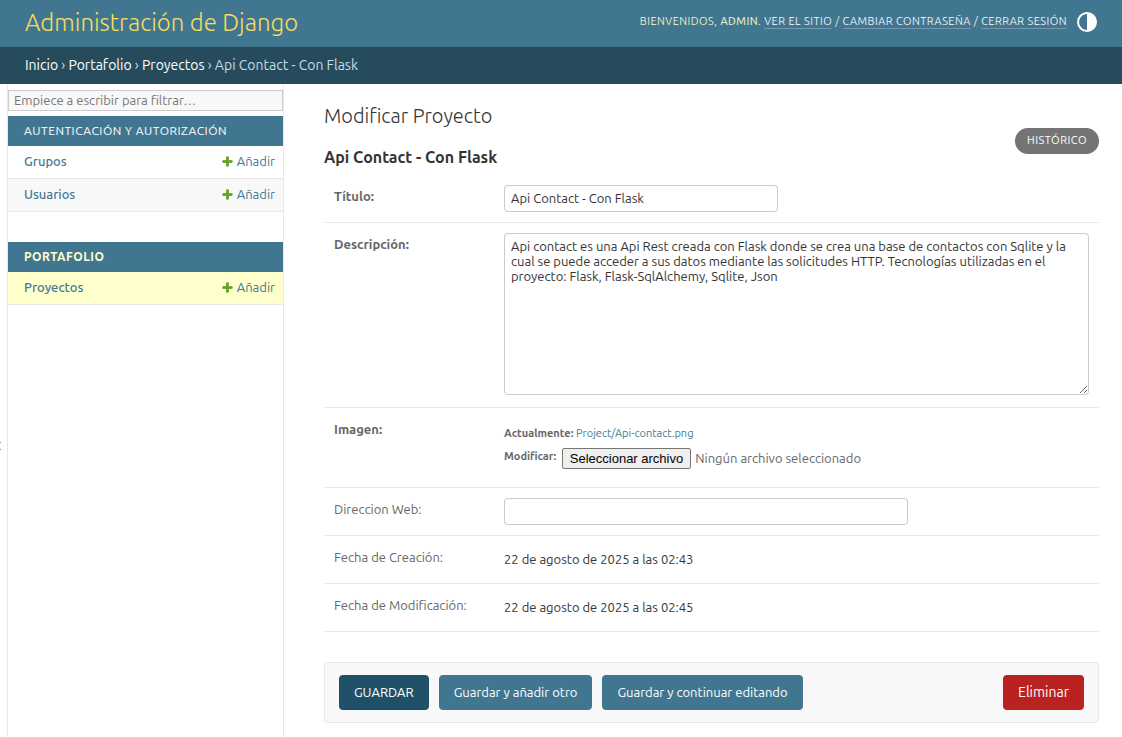 Administración de Django
BIENVENIDOS, ADMIN. VER EL SITIO / CAMBIAR CONTRASEÑA / CERRAR SESIÓN
Inicio › Portafolio › Proyectos › Api Contact - Con Flask
Empiece a escribir para filtrar…
AUTENTICACIÓN Y AUTORIZACIÓN
Grupos
Añadir
Usuarios
Añadir
PORTAFOLIO
Proyectos
Añadir
Modificar Proyecto
HISTÓRICO
Api Contact - Con Flask
Título:
Api Contact - Con Flask
Descripción:
Api contact es una Api Rest creada con Flask donde se crea una base de contactos con Sqlite y la
cual se puede acceder a sus datos mediante las solicitudes HTTP. Tecnologías utilizadas en el
proyecto: Flask, Flask-SqlAlchemy, Sqlite, Json
Imagen:
Actualmente: Project/Api-contact.png
Modificar: Seleccionar archivo Ningún archivo seleccionado
Direccion Web:
Fecha de Creación:
22 de agosto de 2025 a las 02:43
Fecha de Modificación:
22 de agosto de 2025 a las 02:45
GUARDAR
Guardar y añadir otro
Guardar y continuar editando
Eliminar